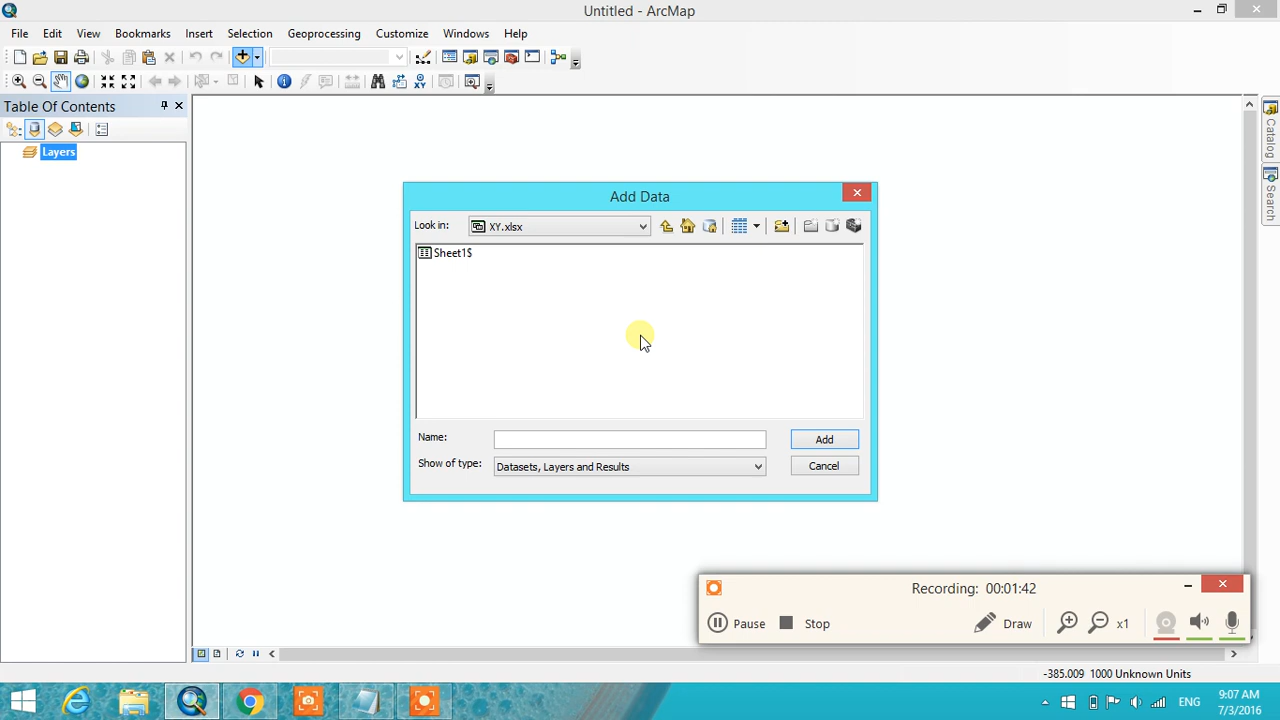 Untitled - ArcMap
File Edit View Bookmarks Insert Selection Geoprocessing Customize Windows Help
Table Of Contents
Layers
Catalog
Search
Add Data
Look in: XY.xlsx
Sheet1$
Name: Add
Show of type: Datasets, Layers and Results Cancel
Recording: 00:01:42
Pause Stop Draw x1
-385.009 1000 Unknown Units
ENG 9:07 AM
7/3/2016